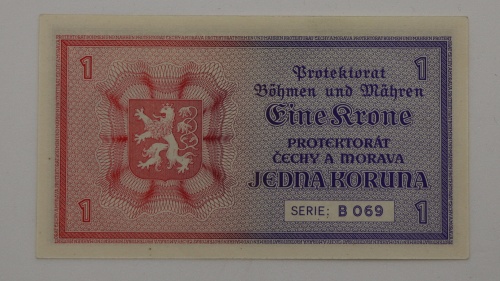 1
1
Protektorat
Böhmen und Mähren
Eine Krone
PROTEKTORÁT
ČECHY A MORAVA
JEDNA KORUNA
1
SERIE: B 069
1